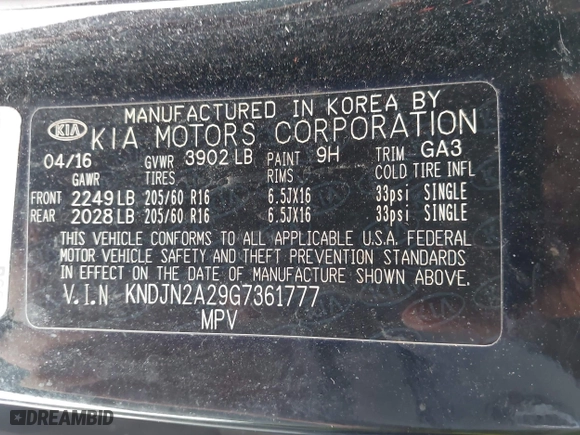 MANUFACTURED IN KOREA BY
KIA KIA MOTORS CORPORATION
04/16 GVWR 3902 LB PAINT 9H TRIM GA3
GAWR TIRES RIMS COLD TIRE INFL
FRONT 2249 LB 205/60 R16 6.5JX16 33psi SINGLE
REAR 2028 LB 205/60 R16 6.5JX16 33psi SINGLE
THIS VEHICLE CONFORMS TO ALL APPLICABLE U.S.A. FEDERAL
MOTOR VEHICLE SAFETY AND THEFT PREVENTION STANDARDS
IN EFFECT ON THE DATE OF MANUFACTURE SHOWN ABOVE.
V.I.N KNDJN2A29G7361777
MPV
DREAMBID